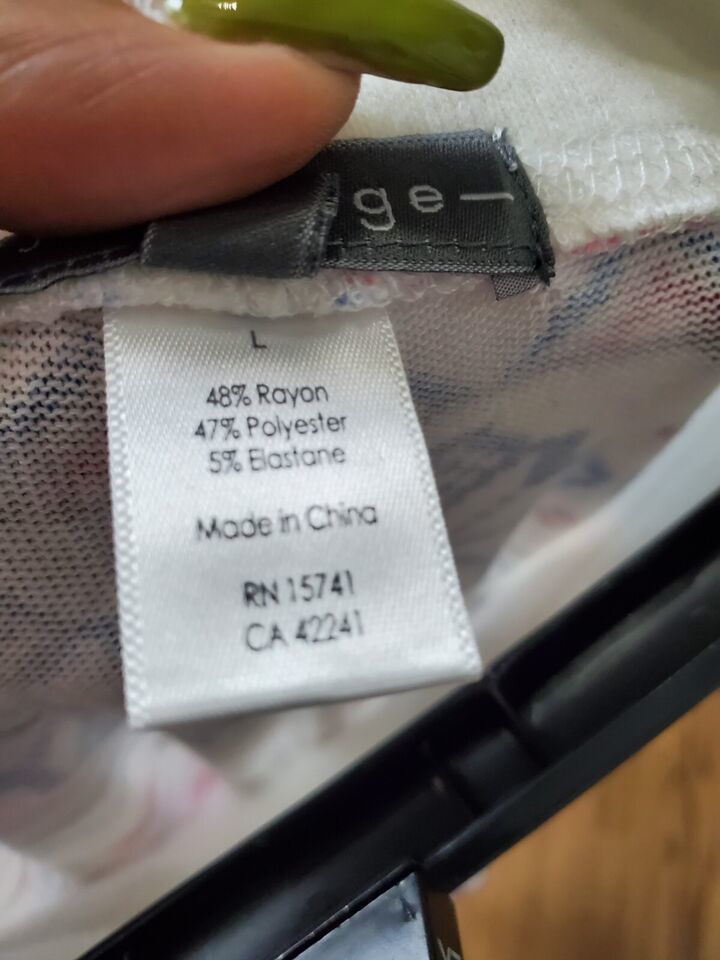 ge—
L
48% Rayon
47% Polyester
5% Elastane
Made in China
RN 15741
CA 42241